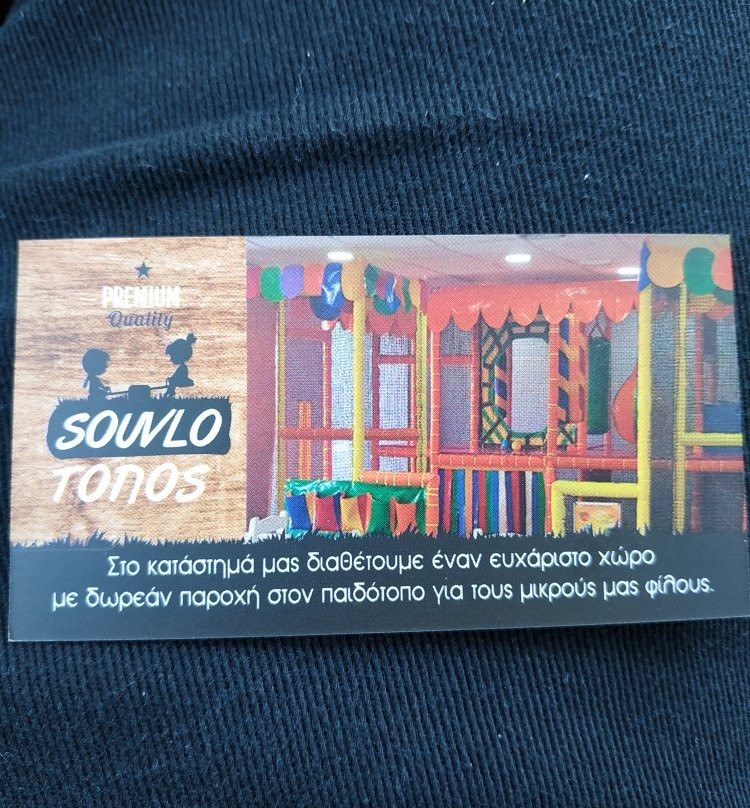 PREMIUM
Quality
SOUVLO
ΤΟΠΟS
Στο κατάστημά μας διαθέτουμε έναν ευχάριστο χώρο
με δωρεάν παροχή στον παιδότοπο για τους μικρούς μας φίλους.